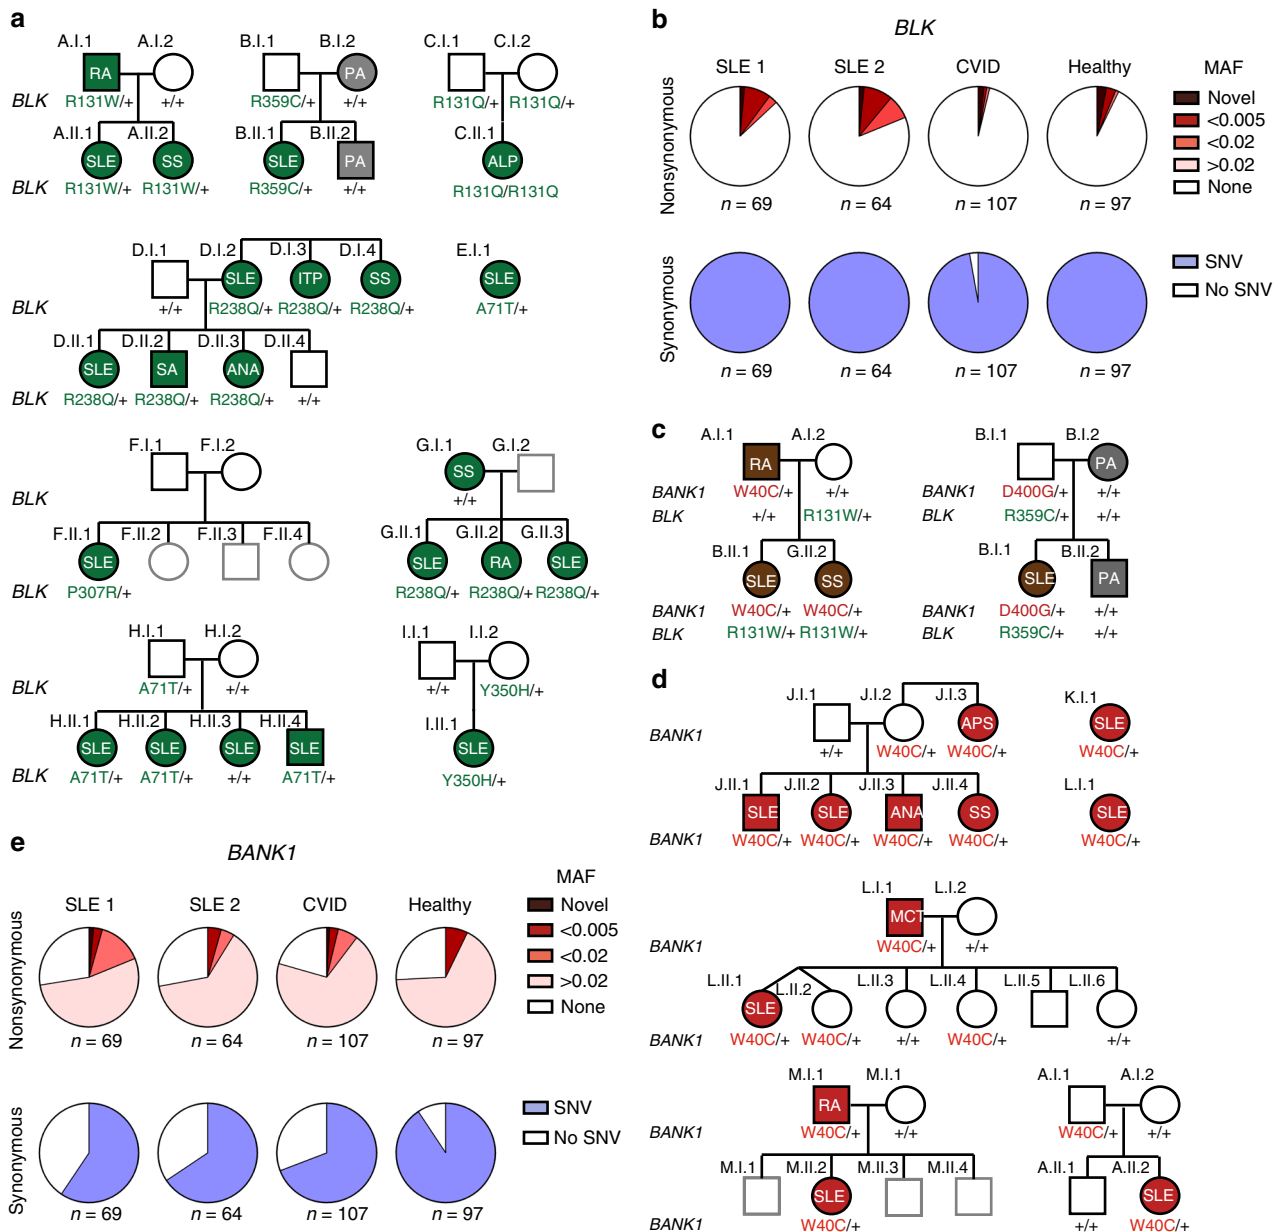 a
A.I.1 A.I.2 B.I.1 B.I.2 C.I.1 C.I.2
RA PA
BLK R131W/+ +/+ R359C/+ +/+ R131Q/+ R131Q/+
A.II.1 A.II.2 B.II.1 B.II.2 C.II.1
SLE SS SLE PA ALP
BLK R131W/+ R131W/+ R359C/+ +/+ R131Q/R131Q
D.I.1 D.I.2 D.I.3 D.I.4 E.I.1
SLE ITP SS SLE
BLK +/+ R238Q/+ R238Q/+ R238Q/+ A71T/+
D.II.1 D.II.2 D.II.3 D.II.4
SLE SA ANA
BLK R238Q/+ R238Q/+ R238Q/+ +/+
F.I.1 F.I.2 G.I.1 G.I.2
SS
BLK +/+
F.II.1 F.II.2 F.II.3 F.II.4 G.II.1 G.II.2 G.II.3
SLE SLE RA SLE
BLK P307R/+ R238Q/+ R238Q/+ R238Q/+
H.I.1 H.I.2 I.I.1 I.I.2
BLK A71T/+ +/+ +/+ Y350H/+
H.II.1 H.II.2 H.II.3 H.II.4 I.II.1
SLE SLE SLE SLE SLE
BLK A71T/+ A71T/+ +/+ A71T/+ Y350H/+
b
BLK
SLE 1 SLE 2 CVID Healthy MAF
Nonsynonymous
Novel
<0.005
<0.02
>0.02
None
n = 69 n = 64 n = 107 n = 97
Synonymous
SNV
No SNV
n = 69 n = 64 n = 107 n = 97
c
A.I.1 A.I.2 B.I.1 B.I.2
RA PA
BANK1 W40C/+ +/+ BANK1 D400G/+ +/+
BLK +/+ R131W/+ BLK R359C/+ +/+
B.II.1 G.II.2 B.I.1 B.II.2
SLE SS SLE PA
BANK1 W40C/+ W40C/+ BANK1 D400G/+ +/+
BLK R131W/+ R131W/+ BLK R359C/+ +/+
d
J.I.1 J.I.2 J.I.3 K.I.1
APS SLE
BANK1 +/+ W40C/+ W40C/+ W40C/+
J.II.1 J.II.2 J.II.3 J.II.4 L.I.1
SLE SLE ANA SS SLE
BANK1 W40C/+ W40C/+ W40C/+ W40C/+ W40C/+
L.I.1 L.I.2
MCT
BANK1 W40C/+ +/+
L.II.1 L.II.2 L.II.3 L.II.4 L.II.5 L.II.6
SLE
BANK1 W40C/+ W40C/+ +/+ W40C/+ +/+
M.I.1 M.I.1 A.I.1 A.I.2
RA
BANK1 W40C/+ +/+ W40C/+ +/+
M.I.1 M.II.2 M.II.3 M.II.4 A.II.1 A.II.2
SLE SLE
BANK1 W40C/+ +/+ W40C/+
e
BANK1
SLE 1 SLE 2 CVID Healthy MAF
Nonsynonymous
Novel
<0.005
<0.02
>0.02
None
n = 69 n = 64 n = 107 n = 97
Synonymous
SNV
No SNV
n = 69 n = 64 n = 107 n = 97